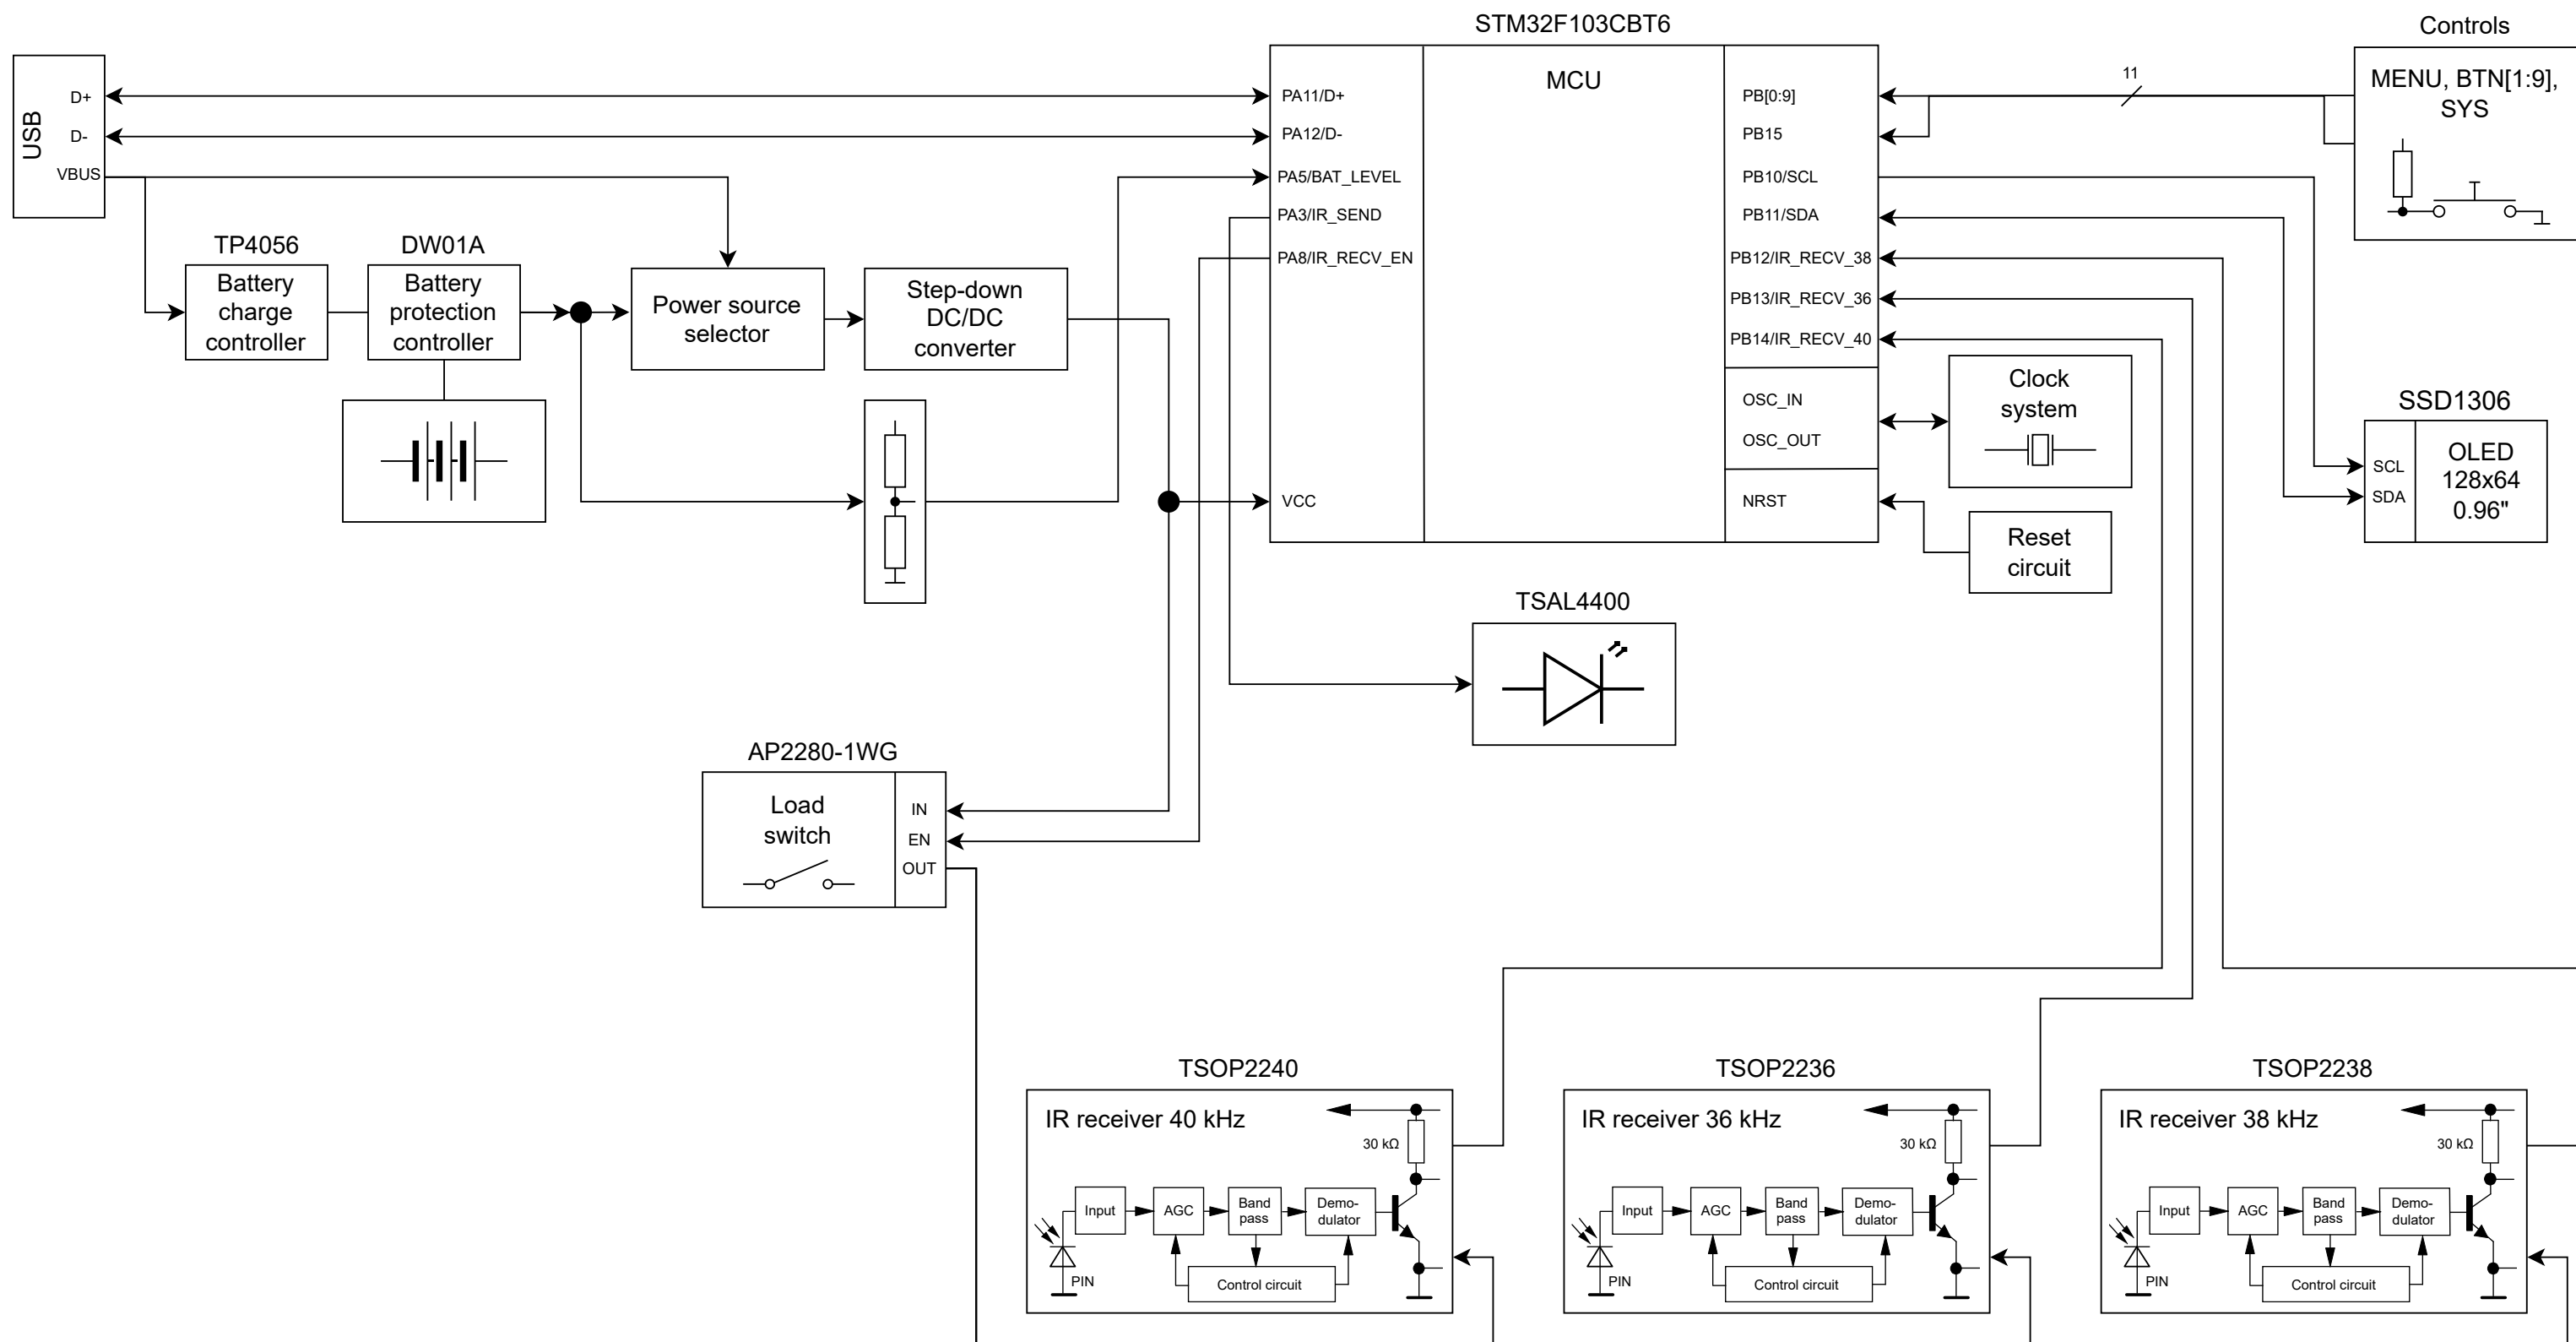 STM32F103CBT6
Controls
USB
D+
D-
VBUS
PA11/D+
PA12/D-
PA5/BAT_LEVEL
PA3/IR_SEND
PA8/IR_RECV_EN
VCC
MCU
PB[0:9]
PB15
PB10/SCL
PB11/SDA
PB12/IR_RECV_38
PB13/IR_RECV_36
PB14/IR_RECV_40
OSC_IN
OSC_OUT
NRST
11
MENU, BTN[1:9],
SYS
TP4056
Battery
charge
controller
DW01A
Battery
protection
controller
Power source
selector
Step-down
DC/DC
converter
Clock
system
Reset
circuit
SSD1306
SCL
SDA
OLED
128x64
0.96"
TSAL4400
AP2280-1WG
Load
switch
IN
EN
OUT
TSOP2240
IR receiver 40 kHz
30 kΩ
Input
AGC
Band
pass
Demo-
dulator
PIN
Control circuit
TSOP2236
IR receiver 36 kHz
30 kΩ
Input
AGC
Band
pass
Demo-
dulator
PIN
Control circuit
TSOP2238
IR receiver 38 kHz
30 kΩ
Input
AGC
Band
pass
Demo-
dulator
PIN
Control circuit